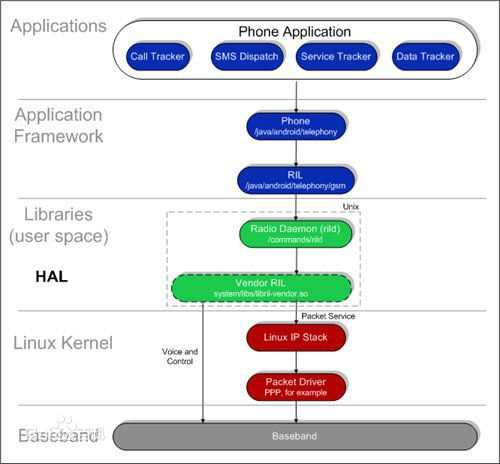 Applications
Phone Application
Call Tracker
SMS Dispatch
Service Tracker
Data Tracker
Application
Framework
Phone
/java/android/telephony
RIL
/java/android/telephony/gsm
Libraries
(user space)
Unix
Radio Daemon (rild)
/commands/rild
HAL
Vendor RIL
system/libs/libril-vendor.so
Packet Service
Linux Kernel
Linux IP Stack
Voice and
Control
Packet Driver
PPP, for example
Baseband
Baseband